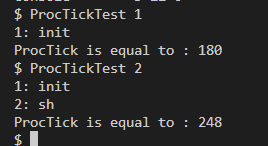 $ ProcTickTest 1
1: init
ProcTick is equal to : 180
$ ProcTickTest 2
1: init
2: sh
ProcTick is equal to : 248
$